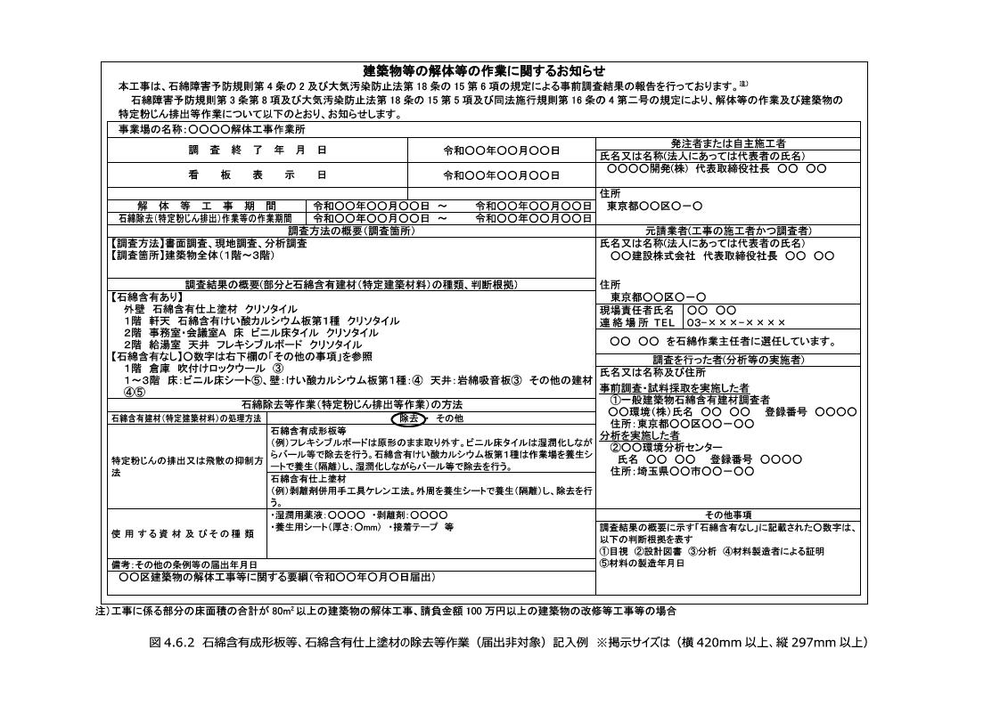 建築物等の解体等の作業に関するお知らせ
本工事は、石綿障害予防規則第4条の2及び大気汚染防止法第18条の15第6項の規定による事前調査結果の報告を行っております。注)
石綿障害予防規則第3条第8項及び大気汚染防止法第18条の15第5項及び同法施行規則第16条の4第二号の規定により、解体等の作業及び建築物の
特定粉じん排出等作業について以下のとおり、お知らせします。
事業場の名称:〇〇〇〇解体工事作業所
調査終了年月日 令和〇〇年〇〇月〇〇日
看板表示日 令和〇〇年〇〇月〇〇日
解体等工事期間 令和〇〇年〇〇月〇〇日 ~ 令和〇〇年〇〇月〇〇日
石綿除去(特定粉じん排出)作業等の作業期間 令和〇〇年〇〇月〇〇日 ~ 令和〇〇年〇〇月〇〇日
調査方法の概要(調査箇所)
【調査方法】書面調査、現地調査、分析調査
【調査箇所】建築物全体(1階~3階)
調査結果の概要(部分と石綿含有建材(特定建築材料)の種類、判断根拠)
【石綿含有あり】
外壁 石綿含有仕上塗材 クリソタイル
1階 軒天 石綿含有けい酸カルシウム板第1種 クリソタイル
2階 事務室・会議室A 床 ビニル床タイル クリソタイル
2階 給湯室 天井 フレキシブルボード クリソタイル
【石綿含有なし】〇数字は右下欄の「その他の事項」を参照
1階 倉庫 吹付けロックウール ③
1~3階 床:ビニル床シート⑤、壁:けい酸カルシウム板第1種:④ 天井:岩綿吸音板③ その他の建材
④⑤
石綿除去等作業(特定粉じん排出等作業)の方法
石綿含有建材(特定建築材料)の処理方法 除去・その他
特定粉じんの排出又は飛散の抑制方
法
石綿含有成形板等
(例)フレキシブルボードは原形のまま取り外す。ビニル床タイルは湿潤化しなが
らバール等で除去を行う。石綿含有けい酸カルシウム板第1種は作業場を養生シ
ートで養生(隔離)し、湿潤化しながらバール等で除去を行う。
石綿含有仕上塗材
(例)剥離剤併用手工具ケレン工法。外周を養生シートで養生(隔離)し、除去を行
う。
使用する資材及びその種類
・湿潤用薬液:〇〇〇〇 ・剥離剤:〇〇〇〇
・養生用シート(厚さ:〇mm) ・接着テープ 等
備考:その他の条例等の届出年月日
〇〇区建築物の解体工事等に関する要綱(令和〇〇年〇月〇日届出)
発注者または自主施工者
氏名又は名称(法人にあっては代表者の氏名)
〇〇〇〇開発(株) 代表取締役社長 〇〇 〇〇
住所
東京都〇〇区〇ー〇
元請業者(工事の施工者かつ調査者)
氏名又は名称(法人にあっては代表者の氏名)
〇〇建設株式会社 代表取締役社長 〇〇 〇〇
住所
東京都〇〇区〇ー〇
現場責任者氏名 〇〇 〇〇
連絡場所 TEL 03-×××-××××
〇〇 〇〇 を石綿作業主任者に選任しています。
調査を行った者(分析等の実施者)
氏名又は名称及び住所
事前調査・試料採取を実施した者
①一般建築物石綿含有建材調査者
〇〇環境(株)氏名 〇〇 〇〇 登録番号 〇〇〇〇
住所:東京都〇〇区〇〇ー〇〇
分析を実施した者
②〇〇環境分析センター
氏名 〇〇 〇〇 登録番号 〇〇〇〇
住所:埼玉県〇〇市〇〇ー〇〇
その他事項
調査結果の概要に示す「石綿含有なし」に記載された〇数字は、
以下の判断根拠を表す
①目視 ②設計図書 ③分析 ④材料製造者による証明
⑤材料の製造年月日
注)工事に係る部分の床面積の合計が80m²以上の建築物の解体工事、請負金額100万円以上の建築物の改修等工事等の場合
図4.6.2 石綿含有成形板等、石綿含有仕上塗材の除去等作業(届出非対象)記入例 ※掲示サイズは(横420mm以上、縦297mm以上)